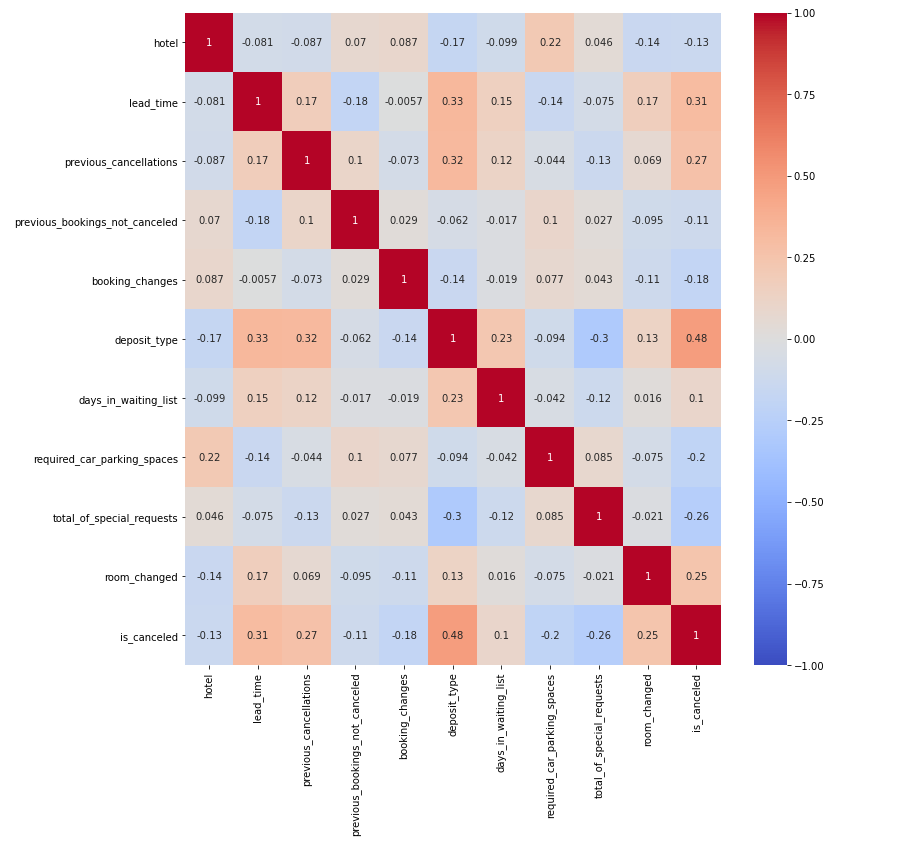 hotel 1 -0.081 -0.087 0.07 0.087 -0.17 -0.099 0.22 0.046 -0.14 -0.13
lead_time -0.081 1 0.17 -0.18 -0.0057 0.33 0.15 -0.14 -0.075 0.17 0.31
previous_cancellations -0.087 0.17 1 0.1 -0.073 0.32 0.12 -0.044 -0.13 0.069 0.27
previous_bookings_not_canceled 0.07 -0.18 0.1 1 0.029 -0.062 -0.017 0.1 0.027 -0.095 -0.11
booking_changes 0.087 -0.0057 -0.073 0.029 1 -0.14 -0.019 0.077 0.043 -0.11 -0.18
deposit_type -0.17 0.33 0.32 -0.062 -0.14 1 0.23 -0.094 -0.3 0.13 0.48
days_in_waiting_list -0.099 0.15 0.12 -0.017 -0.019 0.23 1 -0.042 -0.12 0.016 0.1
required_car_parking_spaces 0.22 -0.14 -0.044 0.1 0.077 -0.094 -0.042 1 0.085 -0.075 -0.2
total_of_special_requests 0.046 -0.075 -0.13 0.027 0.043 -0.3 -0.12 0.085 1 -0.021 -0.26
room_changed -0.14 0.17 0.069 -0.095 -0.11 0.13 0.016 -0.075 -0.021 1 0.25
is_canceled -0.13 0.31 0.27 -0.11 -0.18 0.48 0.1 -0.2 -0.26 0.25 1
hotel
lead_time
previous_cancellations
previous_bookings_not_canceled
booking_changes
deposit_type
days_in_waiting_list
required_car_parking_spaces
total_of_special_requests
room_changed
is_canceled
1.00
0.75
0.50
0.25
0.00
−0.25
−0.50
−0.75
−1.00